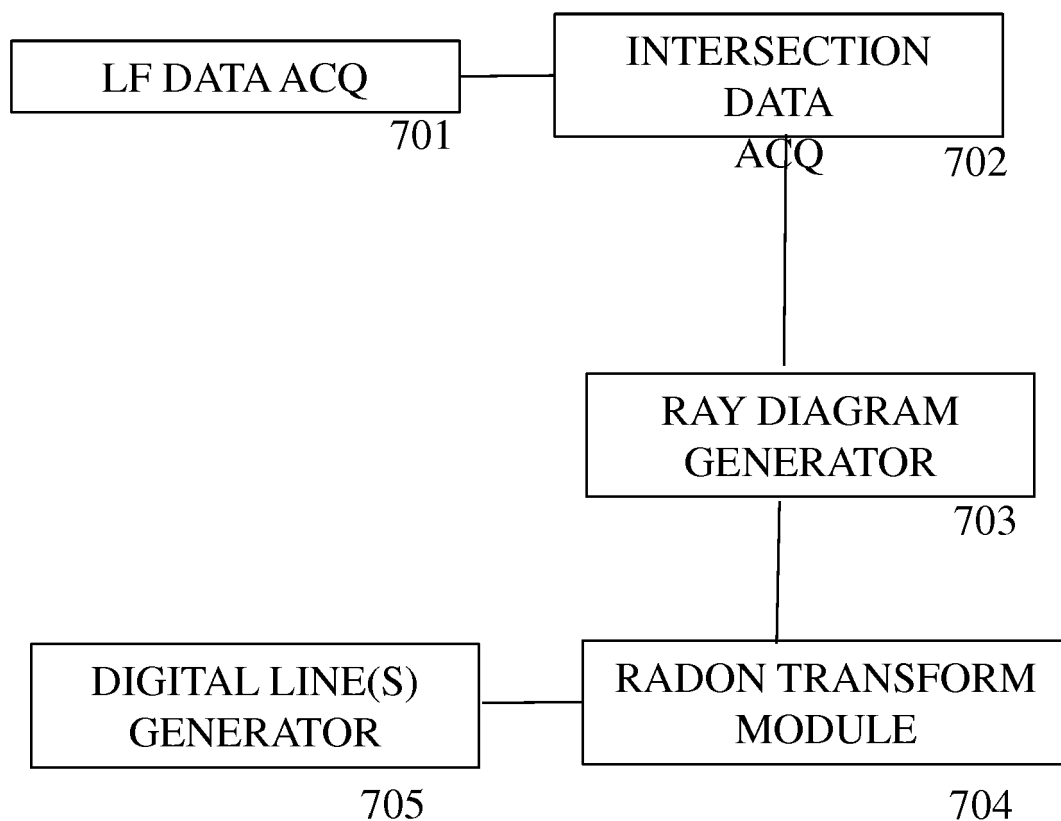 LF DATA ACQ
701
INTERSECTION
DATA
ACQ
702
RAY DIAGRAM
GENERATOR
703
RADON TRANSFORM
MODULE
704
DIGITAL LINE(S)
GENERATOR
705